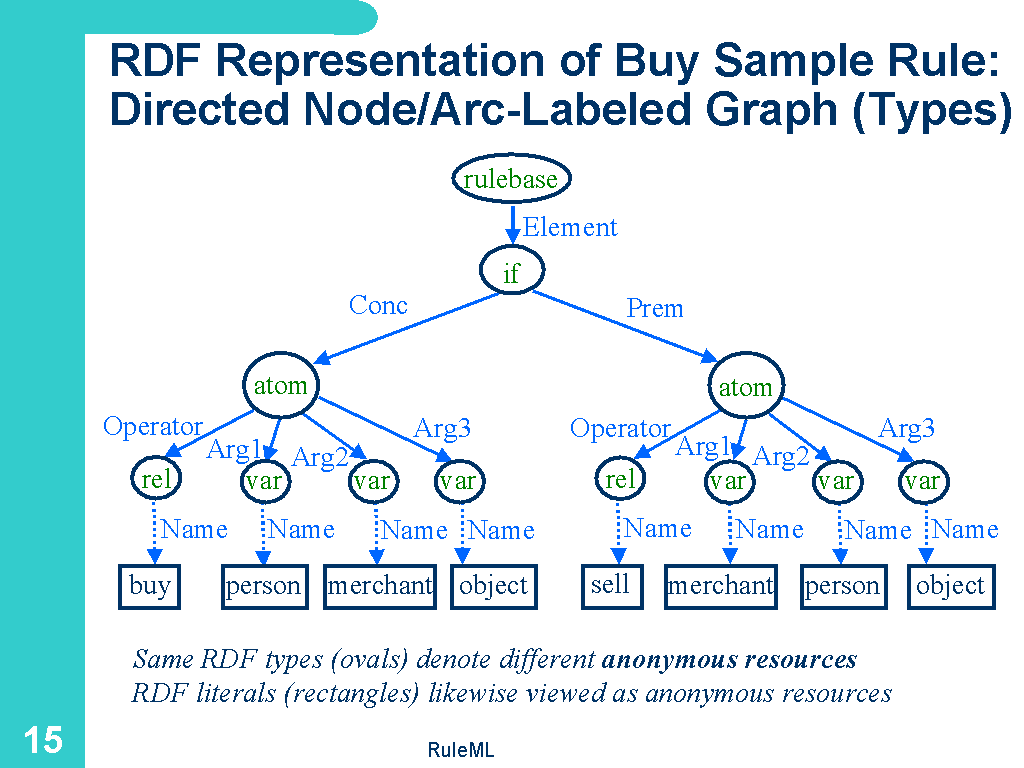 RDF Representation of Buy Sample Rule:
Directed Node/Arc-Labeled Graph (Types)
rulebase
Element
if
Conc Prem
atom atom
Operator Arg1 Arg2 Arg3 Operator Arg1 Arg2 Arg3
rel var var var rel var var var
Name Name Name Name Name Name Name Name
buy person merchant object sell merchant person object
Same RDF types (ovals) denote different anonymous resources
RDF literals (rectangles) likewise viewed as anonymous resources
15 RuleML